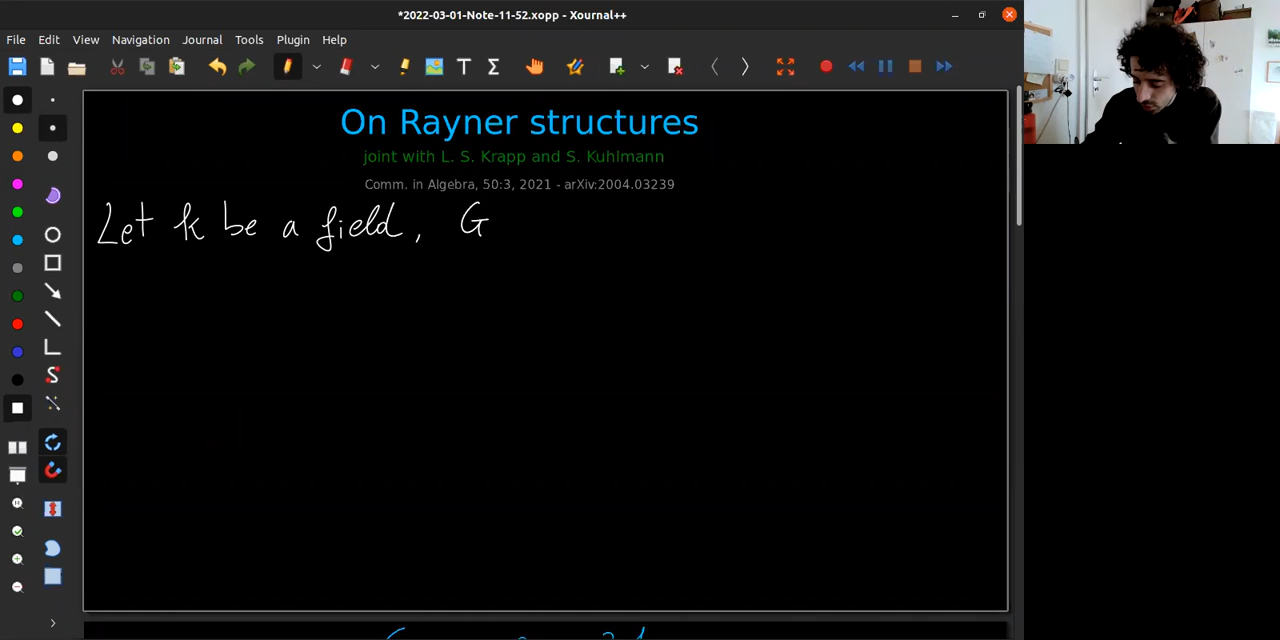 *2022-03-01-Note-11-52.xopp - Xournal++
File Edit View Navigation Journal Tools Plugin Help
On Rayner structures
joint with L. S. Krapp and S. Kuhlmann
Comm. in Algebra, 50:3, 2021 - arXiv:2004.03239
Let k be a field, G